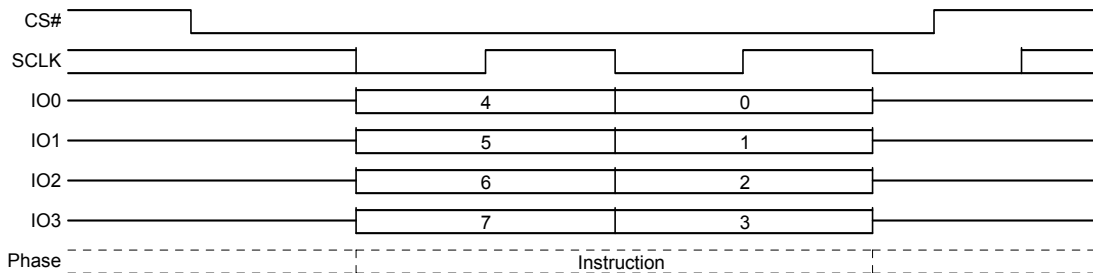 CS#
SCLK
IO0 4 0
IO1 5 1
IO2 6 2
IO3 7 3
Phase Instruction